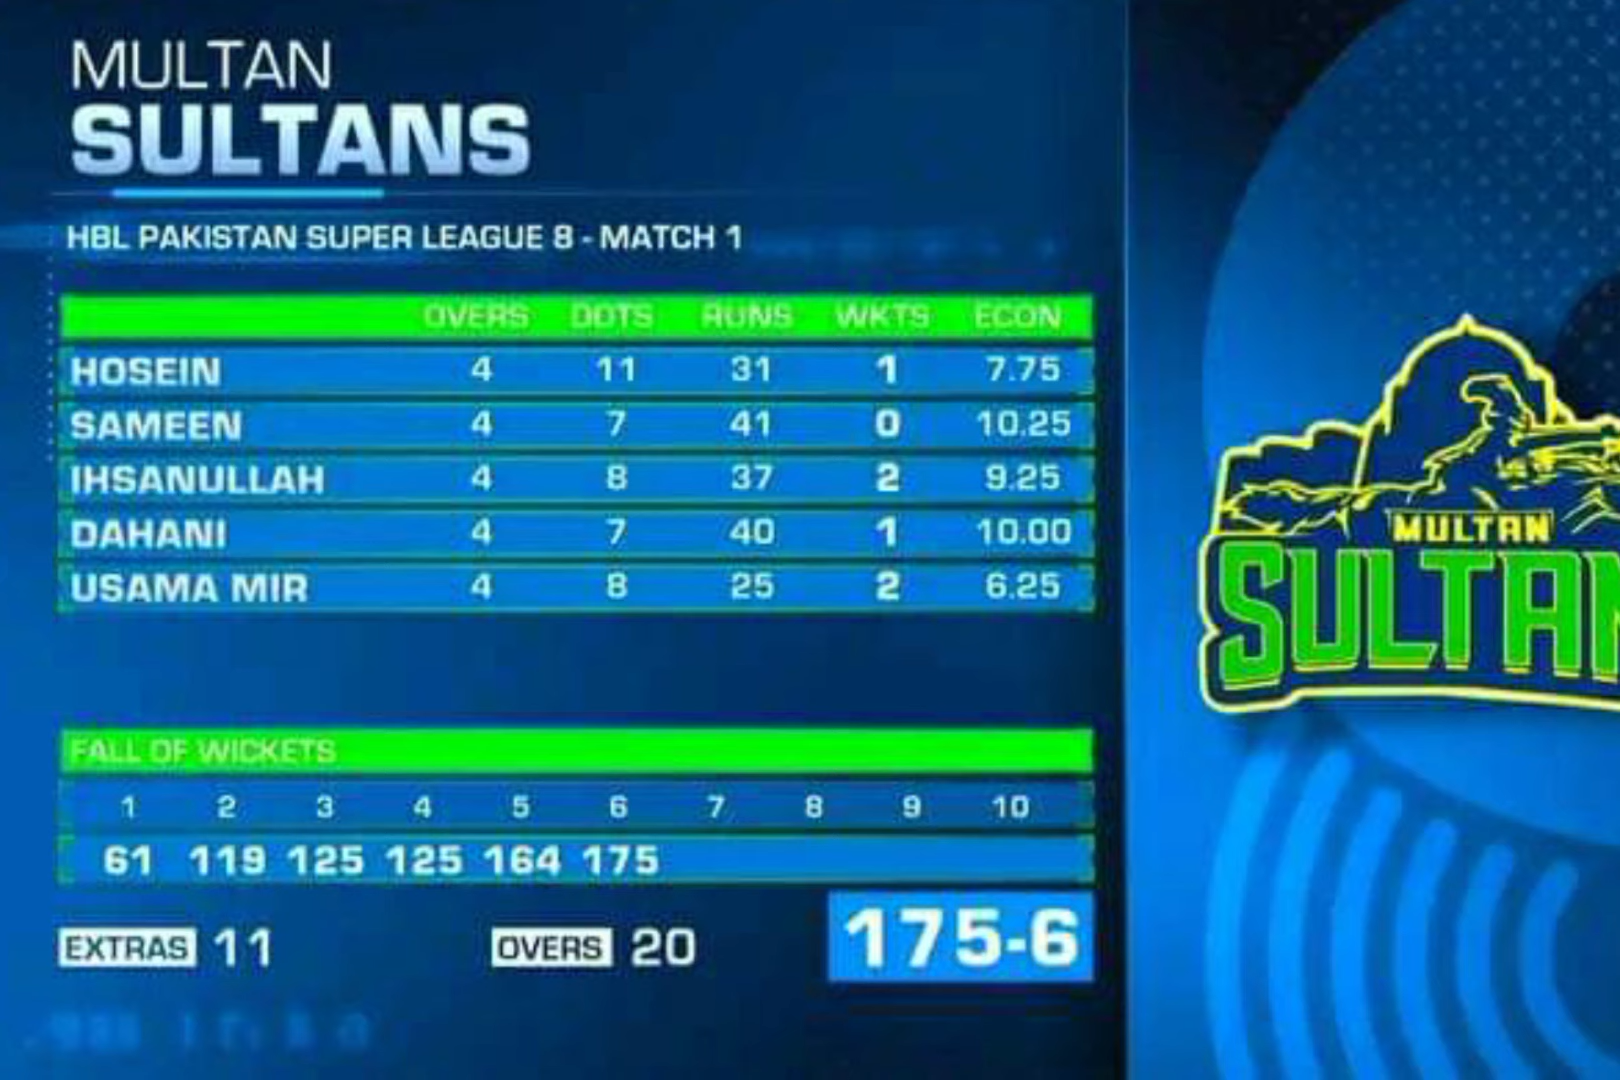 MULTAN
SULTANS
HBL PAKISTAN SUPER LEAGUE 8 - MATCH 1
OVERS DOTS RUNS WKTS ECON
HOSEIN 4 11 31 1 7.75
SAMEEN 4 7 41 0 10.25
IHSANULLAH 4 8 37 2 9.25
DAHANI 4 7 40 1 10.00
USAMA MIR 4 8 25 2 6.25
FALL OF WICKETS
1 2 3 4 5 6 7 8 9 10
61 119 125 125 164 175
EXTRAS 11 OVERS 20 175-6
MULTAN
SULTAN